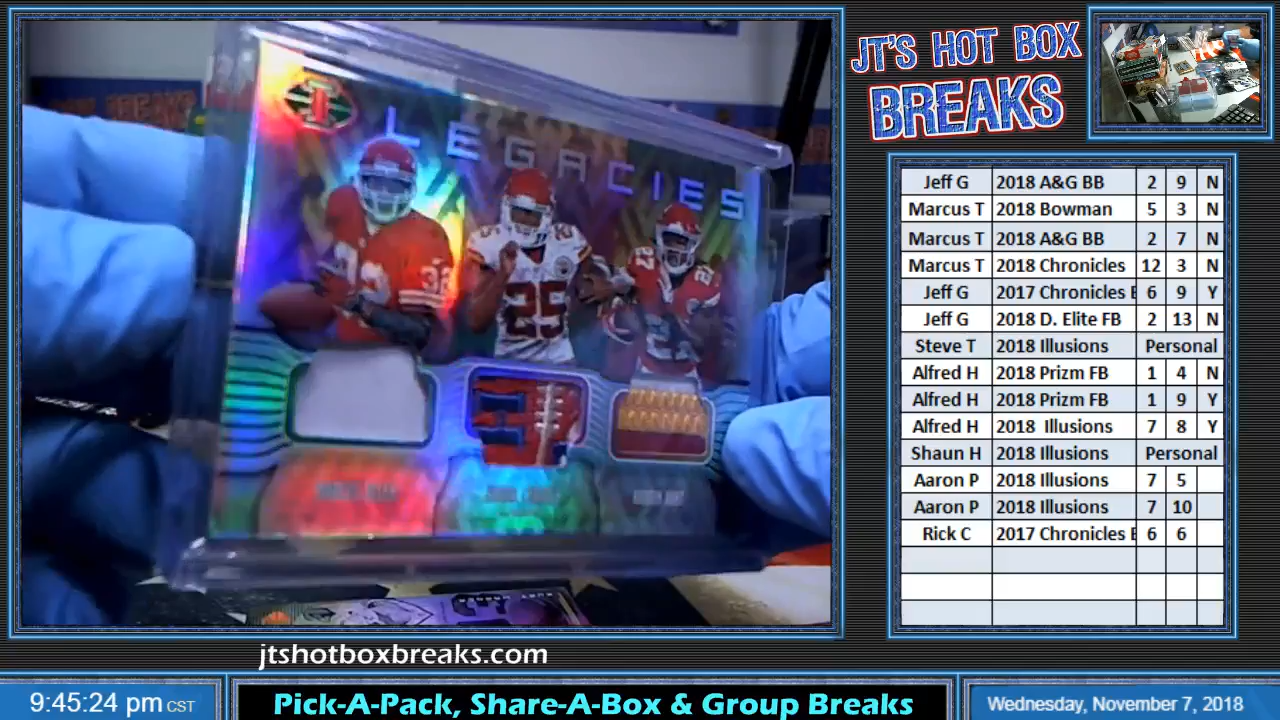 LEGACIES
32
25
27
JT'S HOT BOX
BREAKS
Jeff G 2018 A&G BB 2 9 N
Marcus T 2018 Bowman 5 3 N
Marcus T 2018 A&G BB 2 7 N
Marcus T 2018 Chronicles 12 3 N
Jeff G 2017 Chronicles 6 9 Y
Jeff G 2018 D. Elite FB 2 13 N
Steve T 2018 Illusions Personal
Alfred H 2018 Prizm FB 1 4 N
Alfred H 2018 Prizm FB 1 9 Y
Alfred H 2018 Illusions 7 8 Y
Shaun H 2018 Illusions Personal
Aaron P 2018 Illusions 7 5
Aaron P 2018 Illusions 7 10
Rick C 2017 Chronicles 6 6
jtshotboxbreaks.com
9:45:24 pm CST
Pick-A-Pack, Share-A-Box & Group Breaks
Wednesday, November 7, 2018